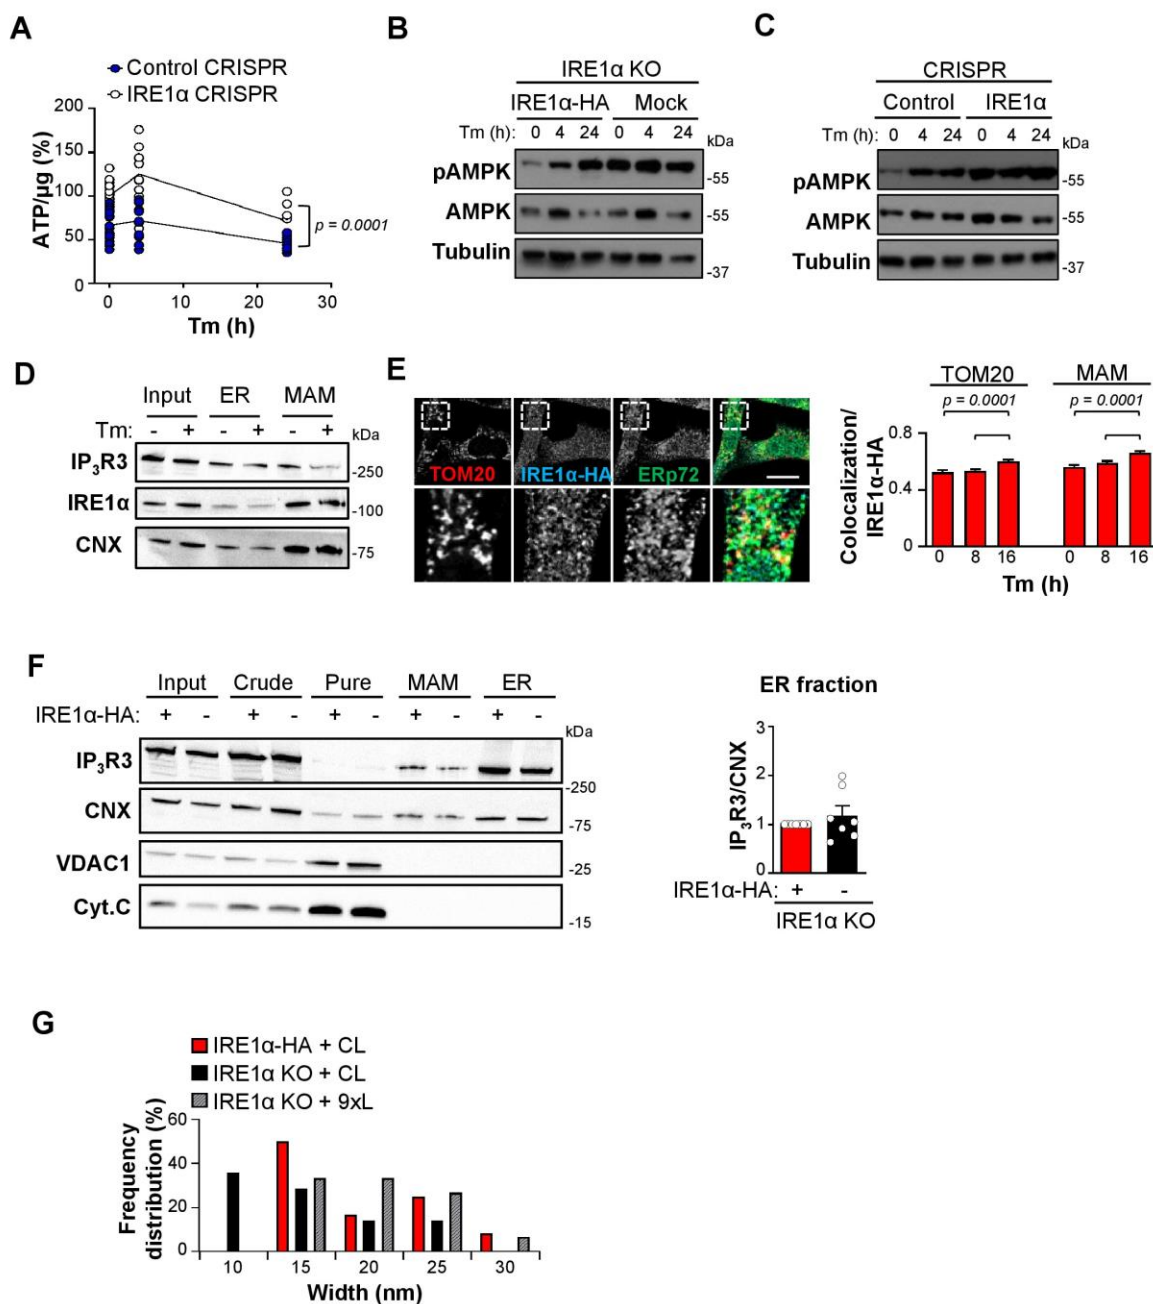 A
Control CRISPR
IRE1α CRISPR
ATP/µg (%)
200
150
100
50
0
p = 0.0001
0 10 20 30
Tm (h)
B
IRE1α KO
IRE1α-HA Mock
Tm (h): 0 4 24 0 4 24 kDa
pAMPK -55
AMPK -55
Tubulin -37
C
CRISPR
Control IRE1α
Tm (h): 0 4 24 0 4 24 kDa
pAMPK -55
AMPK -55
Tubulin -37
D
Input ER MAM
Tm: - + - + - + kDa
IP3R3 -250
IRE1α -100
CNX -75
E
TOM20 IRE1α-HA ERp72
TOM20 MAM
p = 0.0001 p = 0.0001
Colocalization/
IRE1α-HA
0.8
0.4
0
0 8 16 0 8 16
Tm (h)
F
Input Crude Pure MAM ER
IRE1α-HA: + - + - + - + - + -
kDa
IP3R3 -250
CNX -75
VDAC1 -25
Cyt.C -15
ER fraction
IP3R3/CNX
3
2
1
0
IRE1α-HA: + -
IRE1α KO
G
IRE1α-HA + CL
IRE1α KO + CL
IRE1α KO + 9xL
Frequency
distribution (%)
60
40
20
0
10 15 20 25 30
Width (nm)